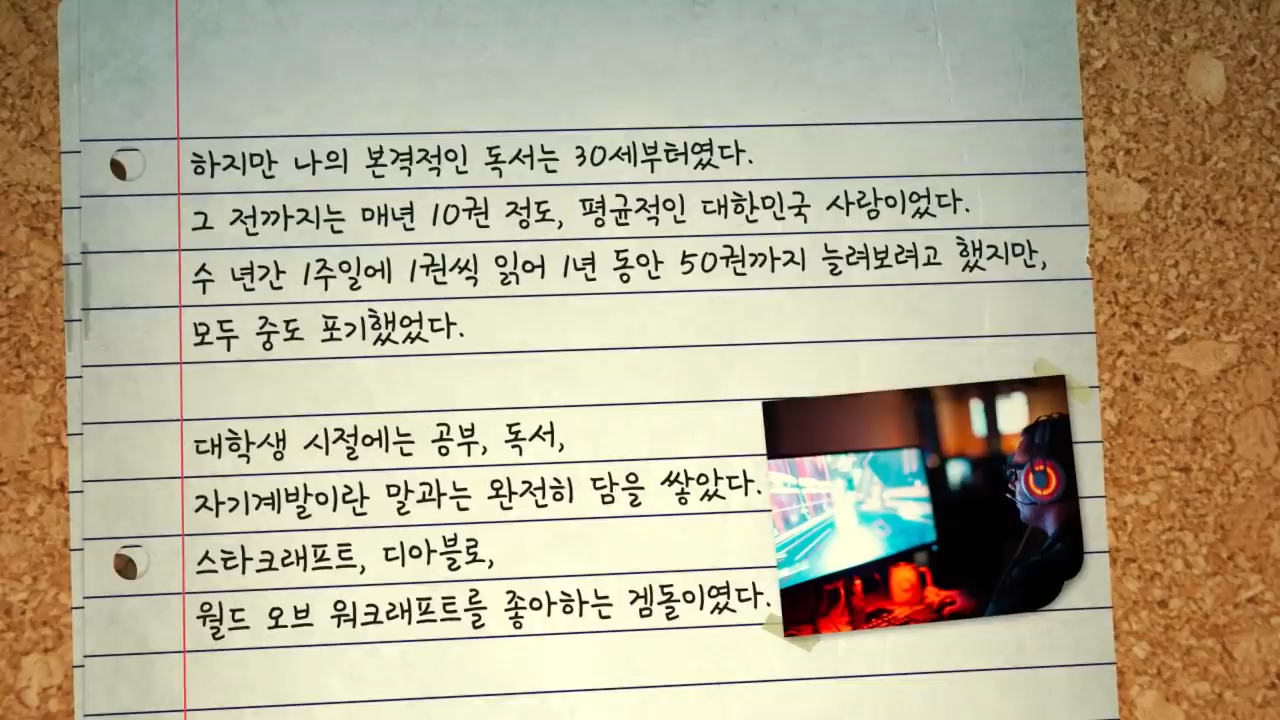 하지만 나의 본격적인 독서는 30세부터였다.
그 전까지는 매년 10권 정도, 평균적인 대한민국 사람이었다.
수 년간 1주일에 1권씩 읽어 1년 동안 50권까지 늘려보려고 했지만,
모두 중도 포기했었다.
대학생 시절에는 공부, 독서,
자기계발이란 말과는 완전히 담을 쌓았다.
스타크래프트, 디아블로,
월드 오브 워크래프트를 좋아하는 겜돌이였다.